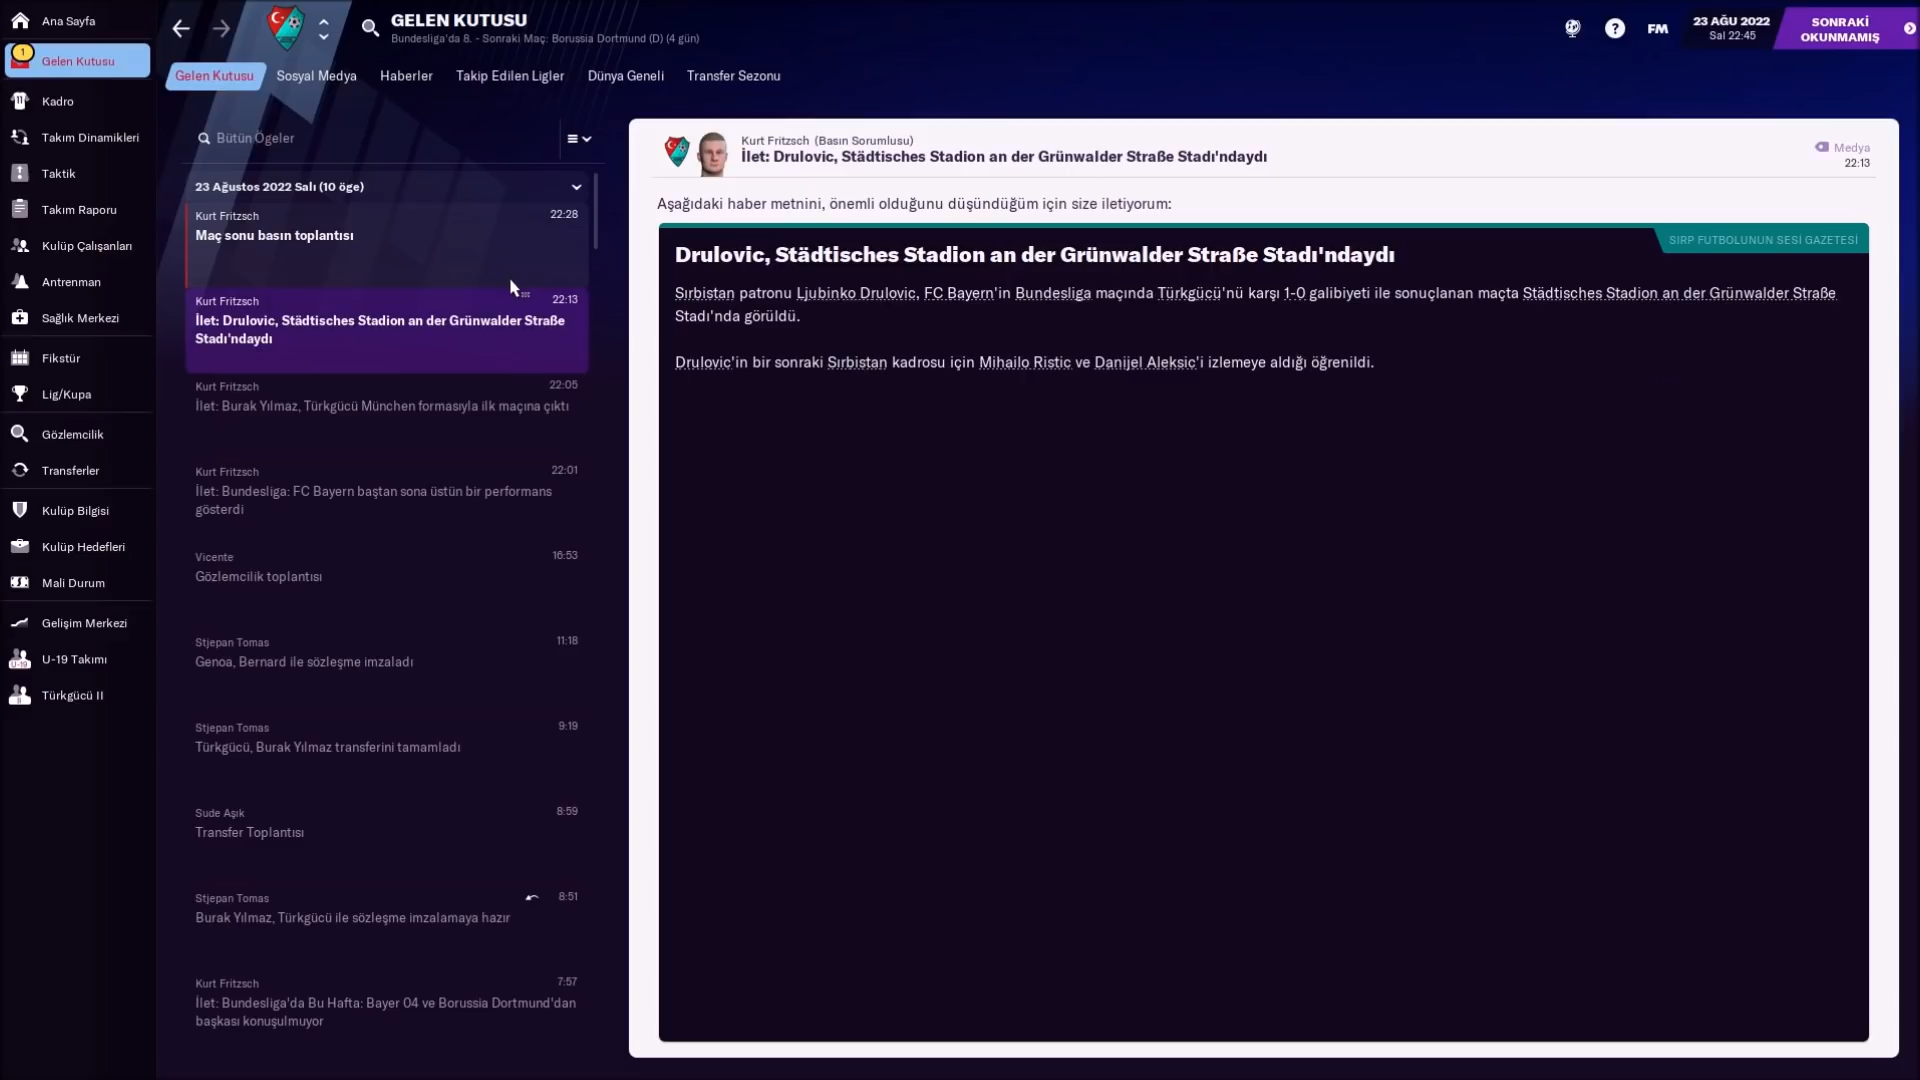 Ana Sayfa
1
Gelen Kutusu
Kadro
Takım Dinamikleri
Taktik
Takım Raporu
Kulüp Çalışanları
Antrenman
Sağlık Merkezi
Fikstür
Lig/Kupa
Gözlemcilik
Transferler
Kulüp Bilgisi
Kulüp Hedefleri
Mali Durum
Gelişim Merkezi
U-19 Takımı
Türkgücü II
GELEN KUTUSU
Bundesliga'da 8. - Sonraki Maç: Borussia Dortmund (D) (4 gün)
FM
23 AĞU 2022
Sal 22:45
SONRAKİ
OKUNMAMIŞ
Gelen Kutusu
Sosyal Medya
Haberler
Takip Edilen Ligler
Dünya Geneli
Transfer Sezonu
Bütün Ögeler
23 Ağustos 2022 Salı (10 öge)
Kurt Fritzsch 22:28
Maç sonu basın toplantısı
Kurt Fritzsch 22:13
İlet: Drulovic, Städtisches Stadion an der Grünwalder Straße
Stadı'ndaydı
Kurt Fritzsch 22:05
İlet: Burak Yılmaz, Türkgücü München formasıyla ilk maçına çıktı
Kurt Fritzsch 22:01
İlet: Bundesliga: FC Bayern baştan sona üstün bir performans
gösterdi
Vicente 16:53
Gözlemcilik toplantısı
Stjepan Tomas 11:18
Genoa, Bernard ile sözleşme imzaladı
Stjepan Tomas 9:19
Türkgücü, Burak Yılmaz transferini tamamladı
Sude Aşık 8:59
Transfer Toplantısı
Stjepan Tomas 8:51
Burak Yılmaz, Türkgücü ile sözleşme imzalamaya hazır
Kurt Fritzsch 7:57
İlet: Bundesliga'da Bu Hafta: Bayer 04 ve Borussia Dortmund'dan
başkası konuşulmuyor
Kurt Fritzsch (Basın Sorumlusu)
İlet: Drulovic, Städtisches Stadion an der Grünwalder Straße Stadı'ndaydı
Medya
22:13
Aşağıdaki haber metnini, önemli olduğunu düşündüğüm için size iletiyorum:
SIRP FUTBOLUNUN SESİ GAZETESİ
Drulovic, Städtisches Stadion an der Grünwalder Straße Stadı'ndaydı
Sırbistan patronu Ljubinko Drulovic, FC Bayern'in Bundesliga maçında Türkgücü'nü karşı 1-0 galibiyeti ile sonuçlanan maçta Städtisches Stadion an der Grünwalder Straße
Stadı'nda görüldü.
Drulovic'in bir sonraki Sırbistan kadrosu için Mihailo Ristic ve Danijel Aleksic'i izlemeye aldığı öğrenildi.